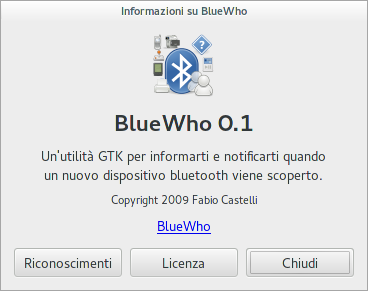 Informazioni su BlueWho
BlueWho 0.1
Un'utilità GTK per informarti e notificarti quando
un nuovo dispositivo bluetooth viene scoperto.
Copyright 2009 Fabio Castelli
BlueWho
Riconoscimenti
Licenza
Chiudi